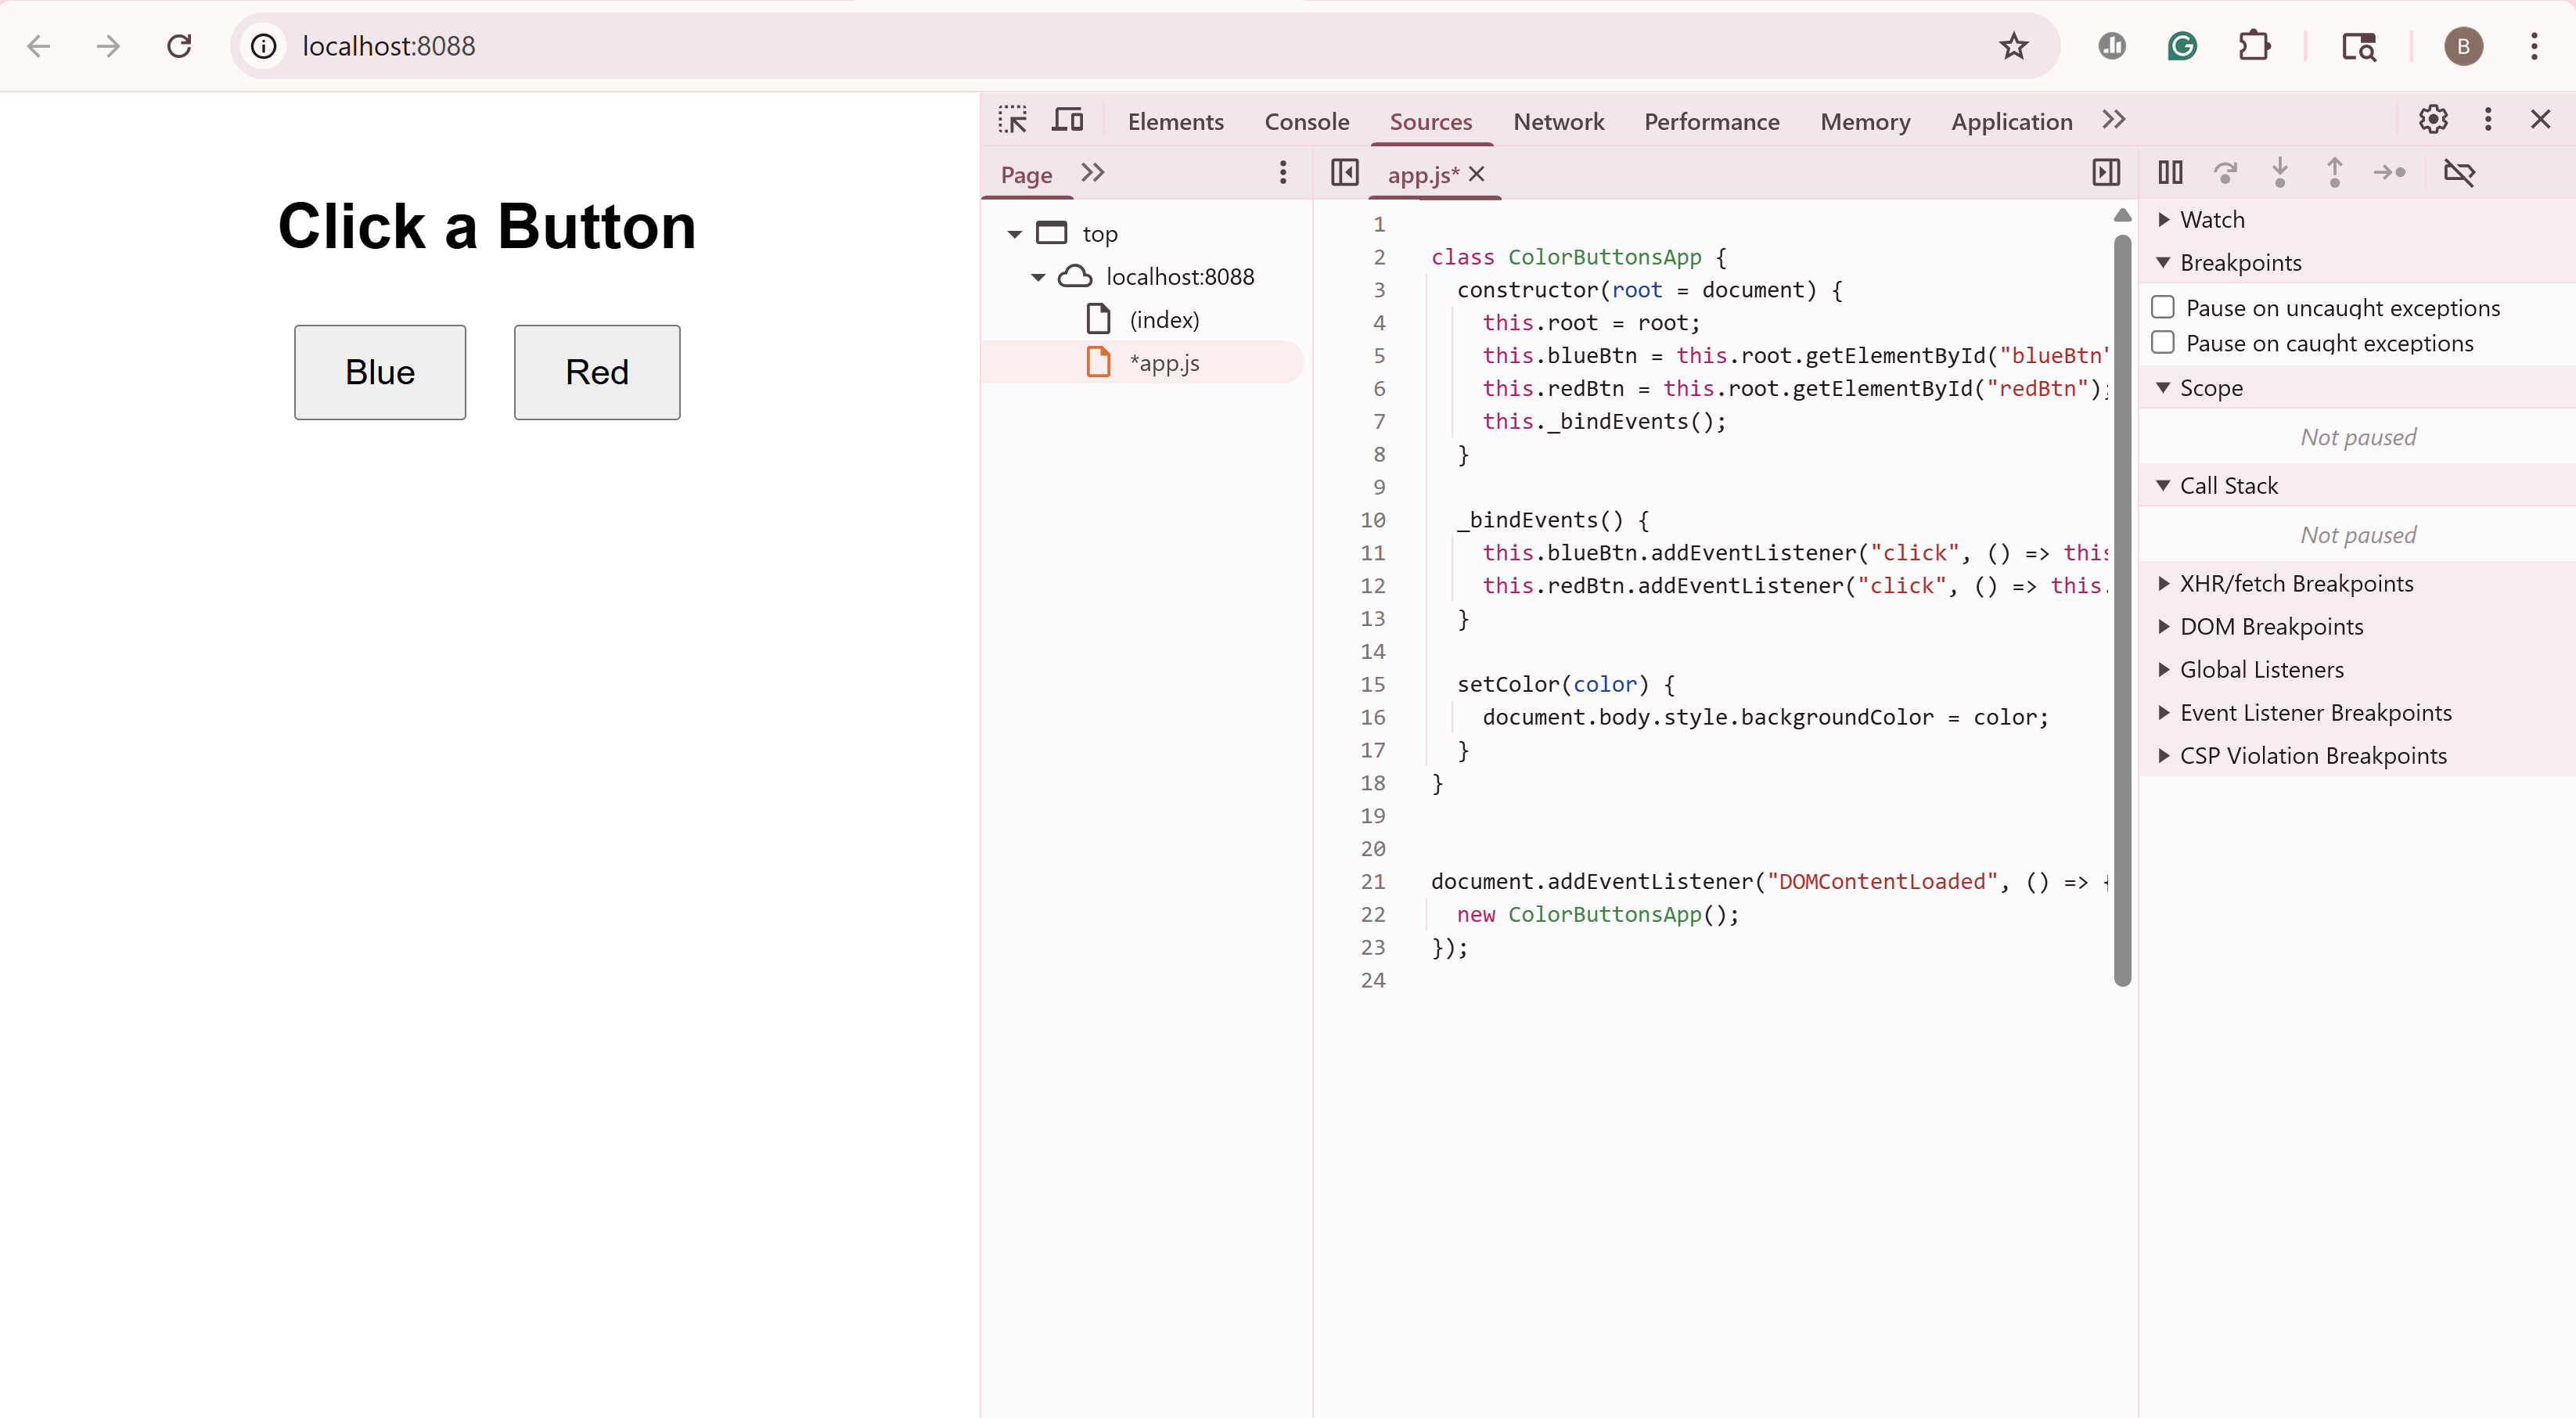 localhost:8088
B
Click a Button
Blue Red
Elements Console Sources Network Performance Memory Application
Page
top
localhost:8088
(index)
*app.js
app.js*
1
2 class ColorButtonsApp {
3 constructor(root = document) {
4 this.root = root;
5 this.blueBtn = this.root.getElementById("blueBtn"
6 this.redBtn = this.root.getElementById("redBtn");
7 this._bindEvents();
8 }
9
10 _bindEvents() {
11 this.blueBtn.addEventListener("click", () => this
12 this.redBtn.addEventListener("click", () => this.
13 }
14
15 setColor(color) {
16 document.body.style.backgroundColor = color;
17 }
18 }
19
20
21 document.addEventListener("DOMContentLoaded", () => {
22 new ColorButtonsApp();
23 });
24
Watch
Breakpoints
Pause on uncaught exceptions
Pause on caught exceptions
Scope
Not paused
Call Stack
Not paused
XHR/fetch Breakpoints
DOM Breakpoints
Global Listeners
Event Listener Breakpoints
CSP Violation Breakpoints